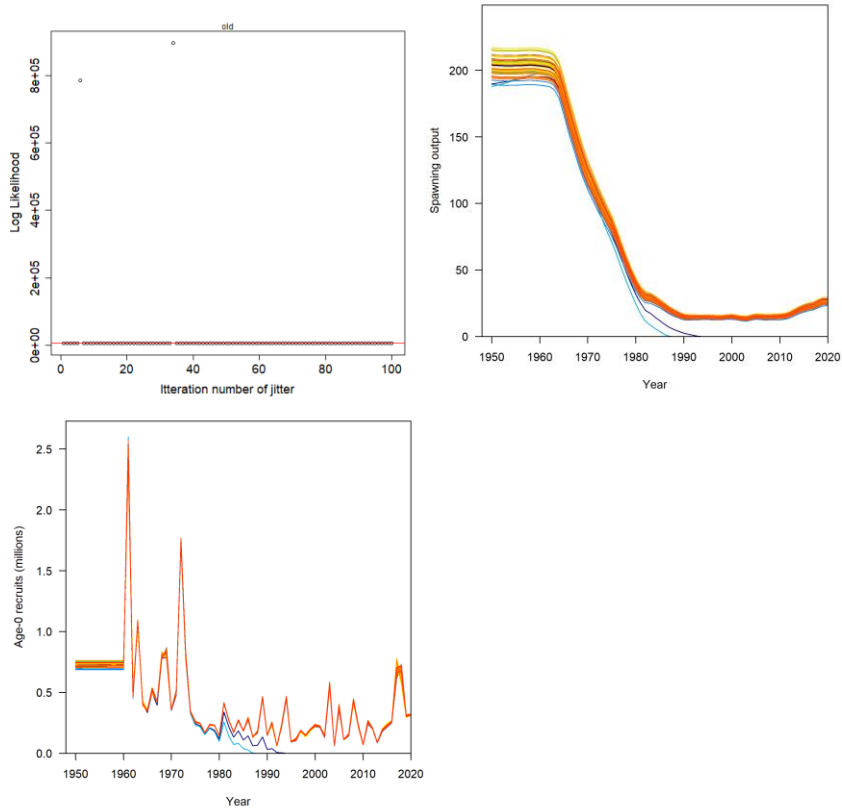 old
Log Likelihood
0e+00 2e+05 4e+05 6e+05 8e+05
0 20 40 60 80 100
Itteration number of jitter
Spawning output
0 50 100 150 200
1950 1960 1970 1980 1990 2000 2010 2020
Year
Age-0 recruits (millions)
0.0 0.5 1.0 1.5 2.0 2.5
1950 1960 1970 1980 1990 2000 2010 2020
Year